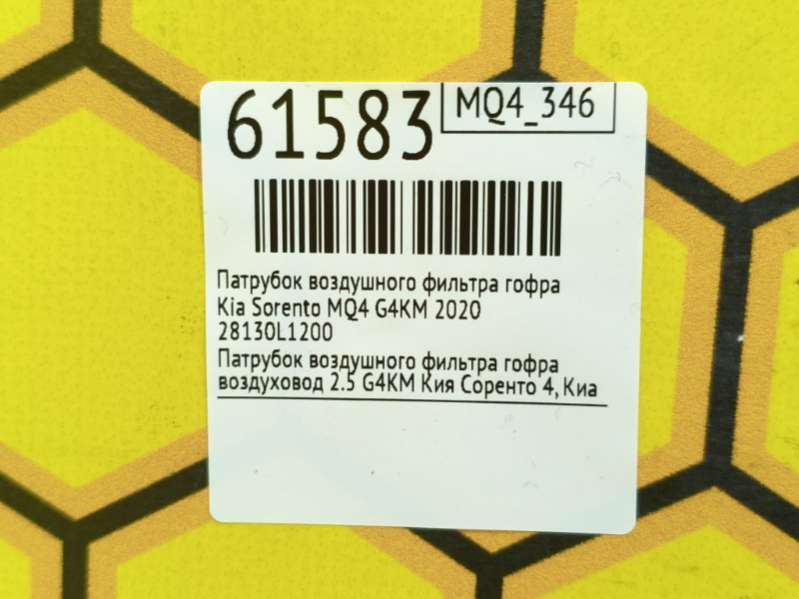 61583
MQ4_346
Патрубок воздушного фильтра гофра
Kia Sorento MQ4 G4KM 2020
28130L1200
Патрубок воздушного фильтра гофра
воздуховод 2.5 G4KM Кия Соренто 4, Киа